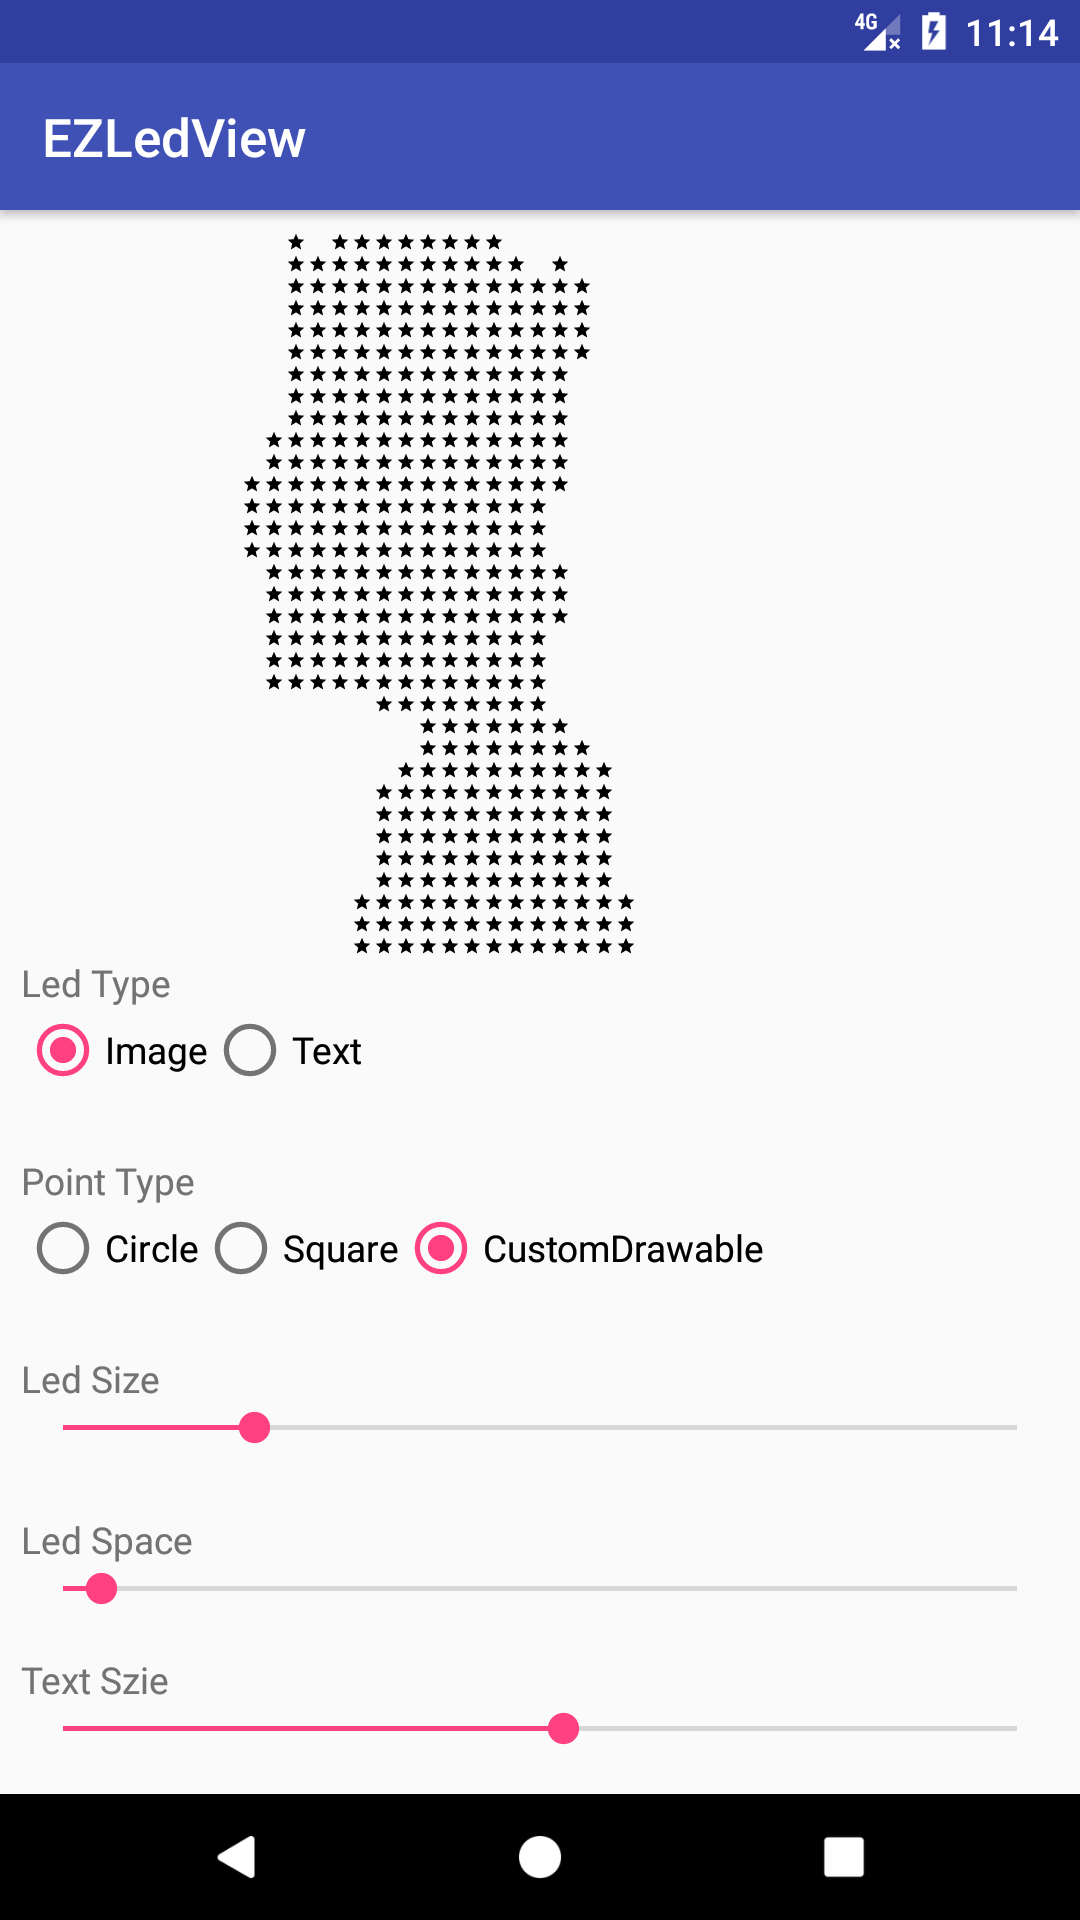 4G 11:14
EZLedView
Led Type
Image Text
Point Type
Circle Square CustomDrawable
Led Size
Led Space
Text Szie